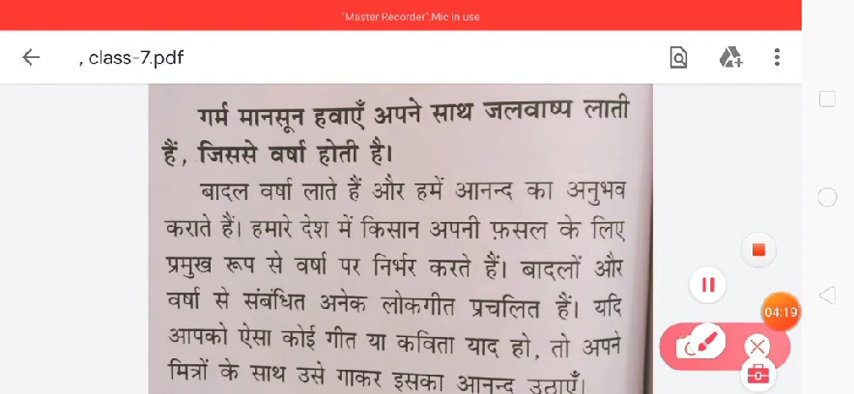 "Master Recorder".Mic in use
, class-7.pdf
गर्म मानसून हवाएँ अपने साथ जलवाष्प लाती
हैं, जिससे वर्षा होती है।
बादल वर्षा लाते हैं और हमें आनन्द का अनुभव
कराते हैं। हमारे देश में किसान अपनी फ़सल के लिए
प्रमुख रूप से वर्षा पर निर्भर करते हैं। बादलों और
वर्षा से संबंधित अनेक लोकगीत प्रचलित हैं। यदि
आपको ऐसा कोई गीत या कविता याद हो, तो अपने
मित्रों के साथ उसे गाकर इसका आनन्द उठाएँ।
04:19